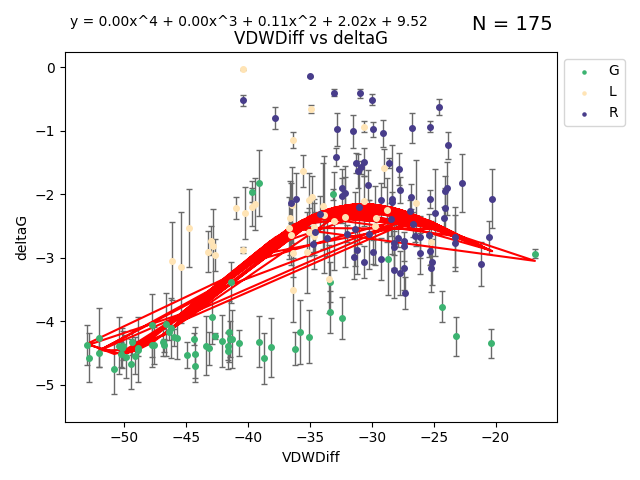 y = 0.00x^4 + 0.00x^3 + 0.11x^2 + 2.02x + 9.52
N = 175
VDWDiff vs deltaG
G
L
R
deltaG
0
−1
−2
−3
−4
−5
−50
−45
−40
−35
−30
−25
−20
VDWDiff